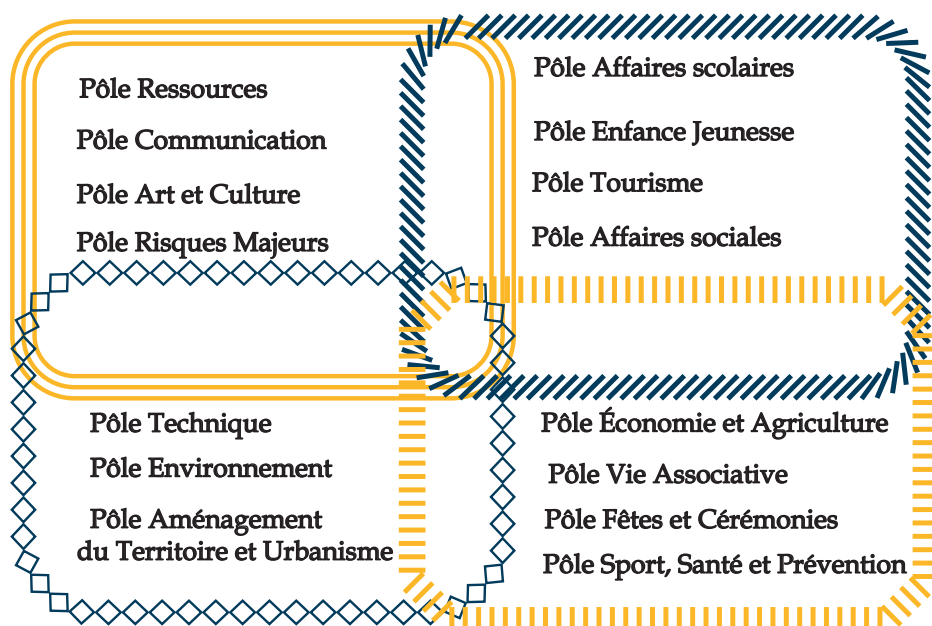 Pôle Ressources
Pôle Communication
Pôle Art et Culture
Pôle Risques Majeurs
Pôle Affaires scolaires
Pôle Enfance Jeunesse
Pôle Tourisme
Pôle Affaires sociales
Pôle Technique
Pôle Environnement
Pôle Aménagement
du Territoire et Urbanisme
Pôle Économie et Agriculture
Pôle Vie Associative
Pôle Fêtes et Cérémonies
Pôle Sport, Santé et Prévention